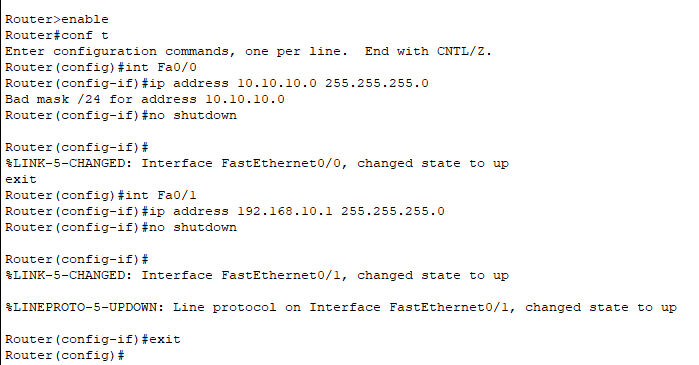 Router>enable
Router#conf t
Enter configuration commands, one per line.  End with CNTL/Z.
Router(config)#int Fa0/0
Router(config-if)#ip address 10.10.10.0 255.255.255.0
Bad mask /24 for address 10.10.10.0
Router(config-if)#no shutdown
Router(config-if)#
%LINK-5-CHANGED: Interface FastEthernet0/0, changed state to up
exit
Router(config)#int Fa0/1
Router(config-if)#ip address 192.168.10.1 255.255.255.0
Router(config-if)#no shutdown
Router(config-if)#
%LINK-5-CHANGED: Interface FastEthernet0/1, changed state to up
%LINEPROTO-5-UPDOWN: Line protocol on Interface FastEthernet0/1, changed state to up
Router(config-if)#exit
Router(config)#